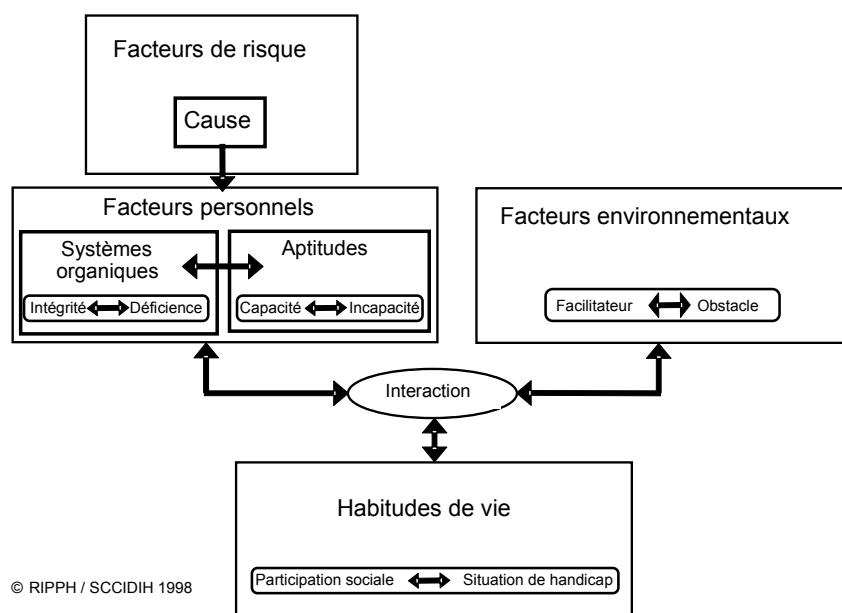 Facteurs de risque
Cause
Facteurs personnels
Systèmes
organiques
Intégrité Déficience
Aptitudes
Capacité Incapacité
Facteurs environnementaux
Facilitateur Obstacle
Interaction
Habitudes de vie
Participation sociale Situation de handicap
© RIPPH / SCCIDIH 1998